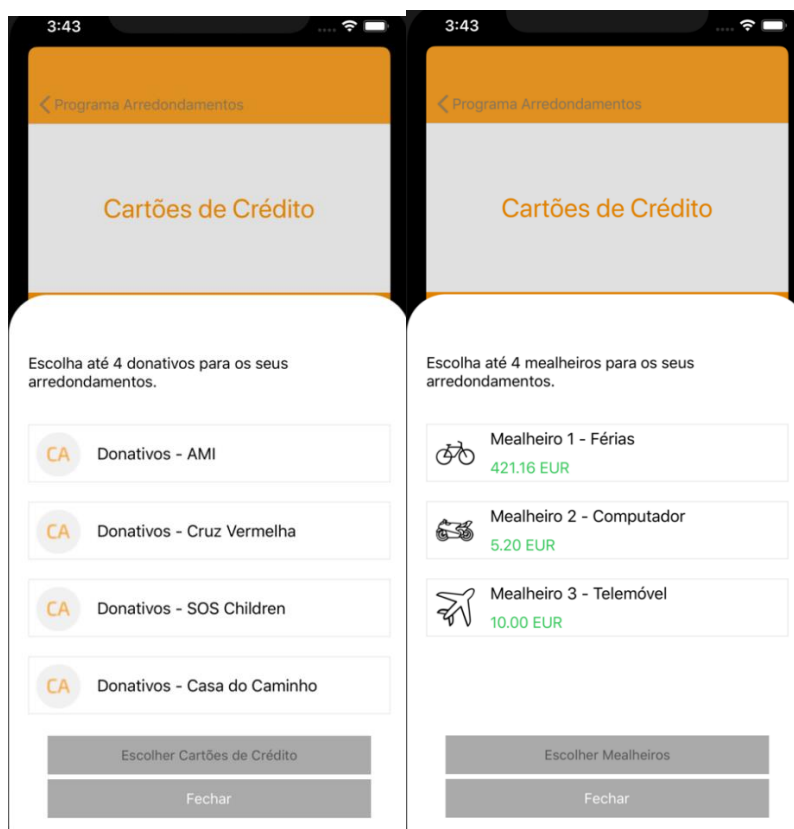 3:43
Programa Arredondamentos
Cartões de Crédito
Escolha até 4 donativos para os seus
arredondamentos.
CA
Donativos - AMI
CA
Donativos - Cruz Vermelha
CA
Donativos - SOS Children
CA
Donativos - Casa do Caminho
Escolher Cartões de Crédito
Fechar
3:43
Programa Arredondamentos
Cartões de Crédito
Escolha até 4 mealheiros para os seus
arredondamentos.
Mealheiro 1 - Férias
421.16 EUR
Mealheiro 2 - Computador
5.20 EUR
Mealheiro 3 - Telemóvel
10.00 EUR
Escolher Mealheiros
Fechar